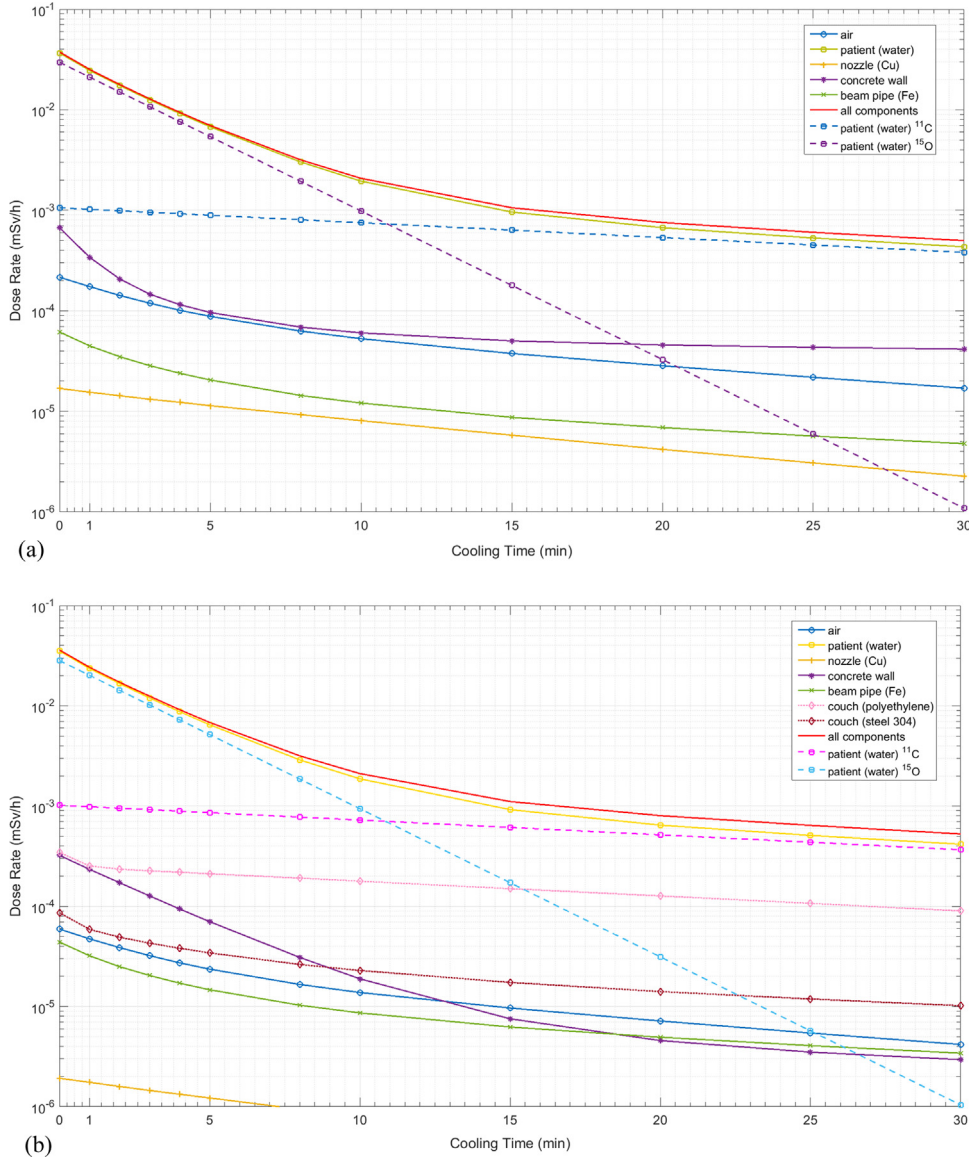 10⁻¹
10⁻²
10⁻³
10⁻⁴
10⁻⁵
10⁻⁶
Dose Rate (mSv/h)
air
patient (water)
nozzle (Cu)
concrete wall
beam pipe (Fe)
all components
patient (water) ¹¹C
patient (water) ¹⁵O
0 1 5 10 15 20 25 30
Cooling Time (min)
(a)
10⁻¹
10⁻²
10⁻³
10⁻⁴
10⁻⁵
10⁻⁶
Dose Rate (mSv/h)
air
patient (water)
nozzle (Cu)
concrete wall
beam pipe (Fe)
couch (polyethylene)
couch (steel 304)
all components
patient (water) ¹¹C
patient (water) ¹⁵O
0 1 5 10 15 20 25 30
Cooling Time (min)
(b)